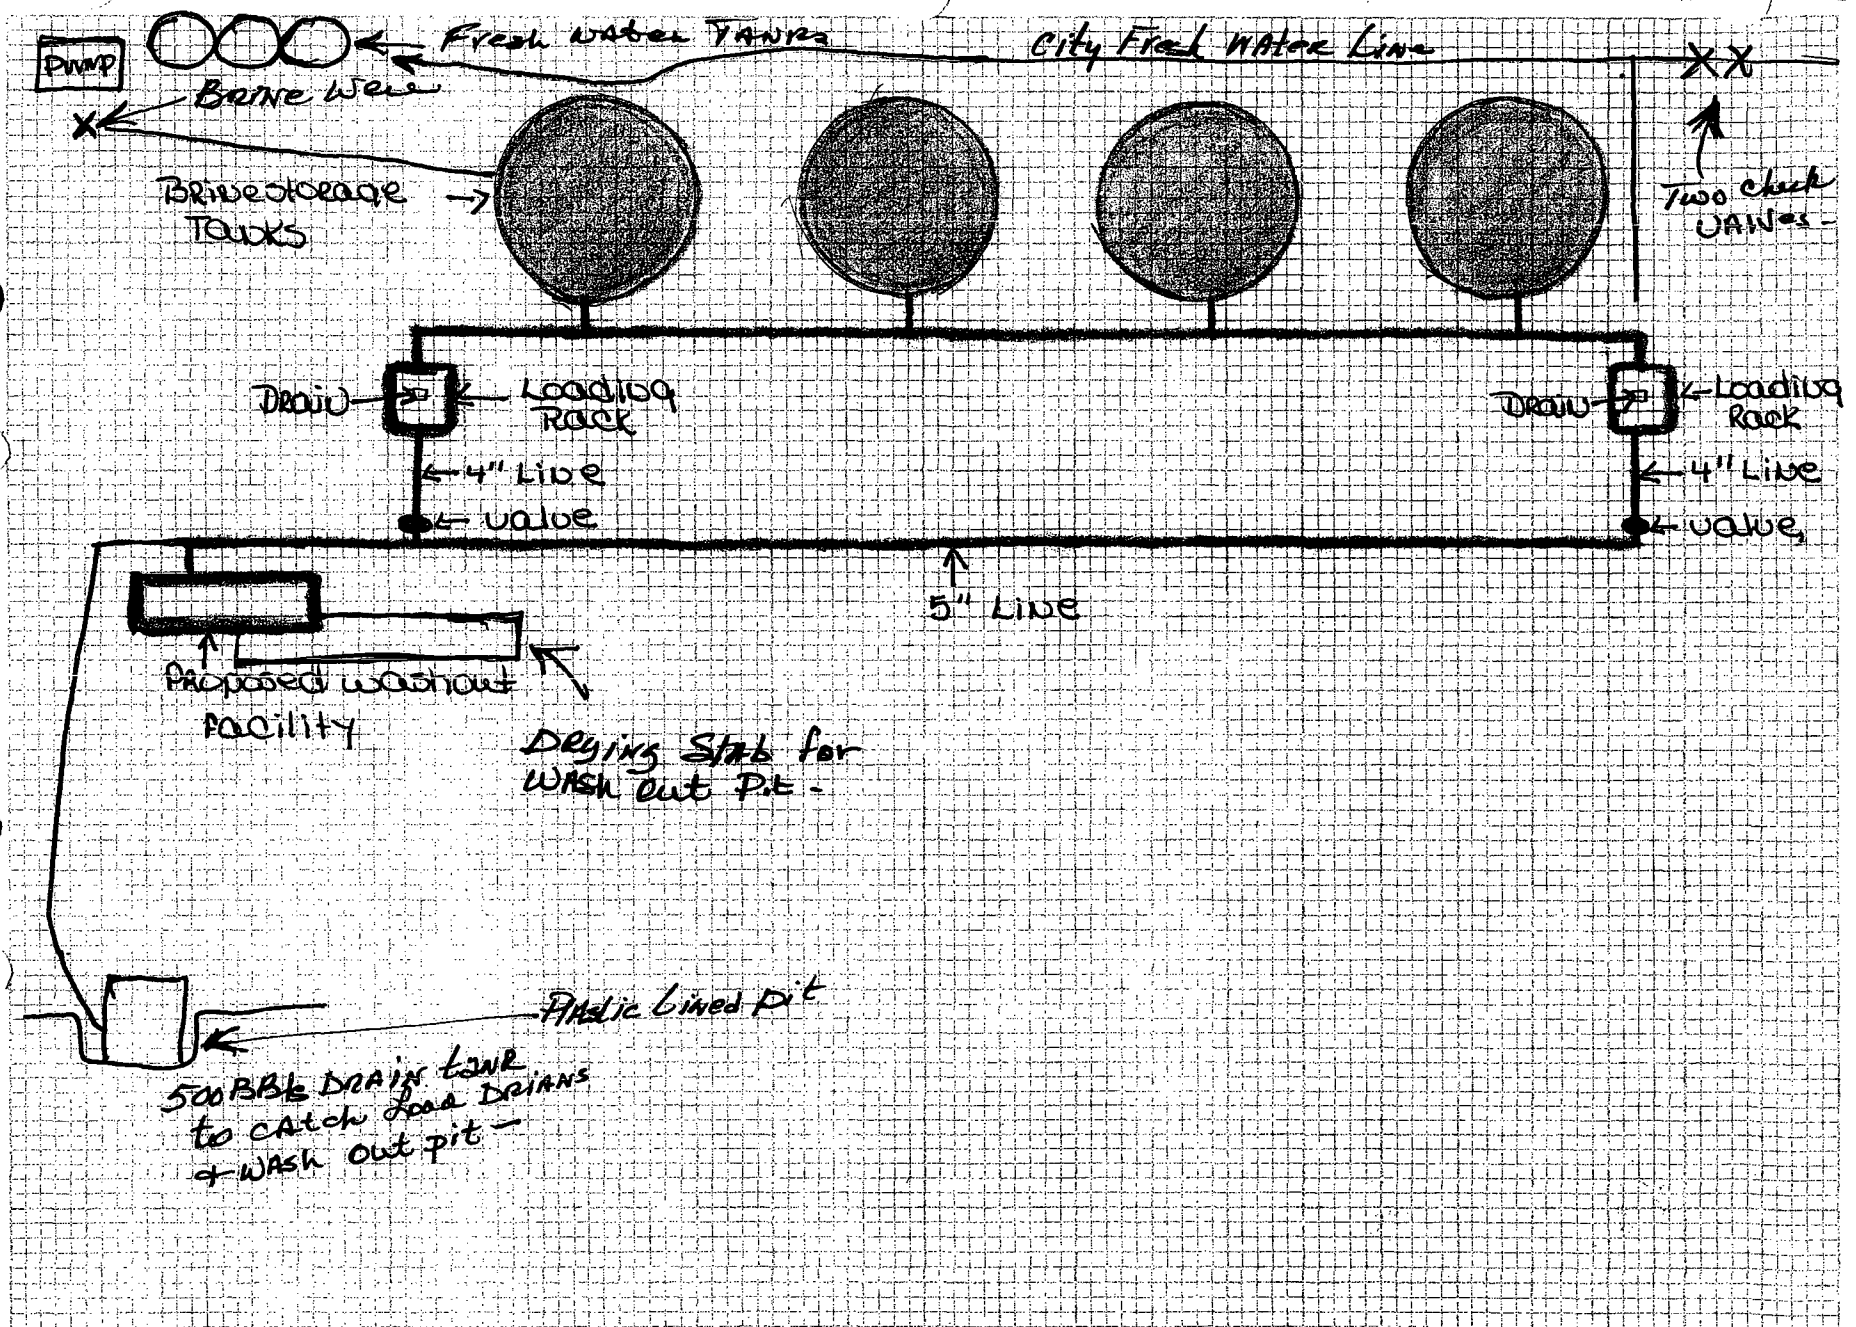 Pump
Fresh Water Tanks
City Fresh Water Line
Brine Well
Brine storage
Tanks
Two Check
Valves -
Drain
Loading
Rack
Drain
Loading
Rack
4" Line
4" Line
Valve
Valve
5" Line
Proposed washout
Facility
Drying Slab for
Wash out Pit -
Plastic Lined pit
500 BBls Drain tank
to catch Load Drians
+ Wash Out pit -